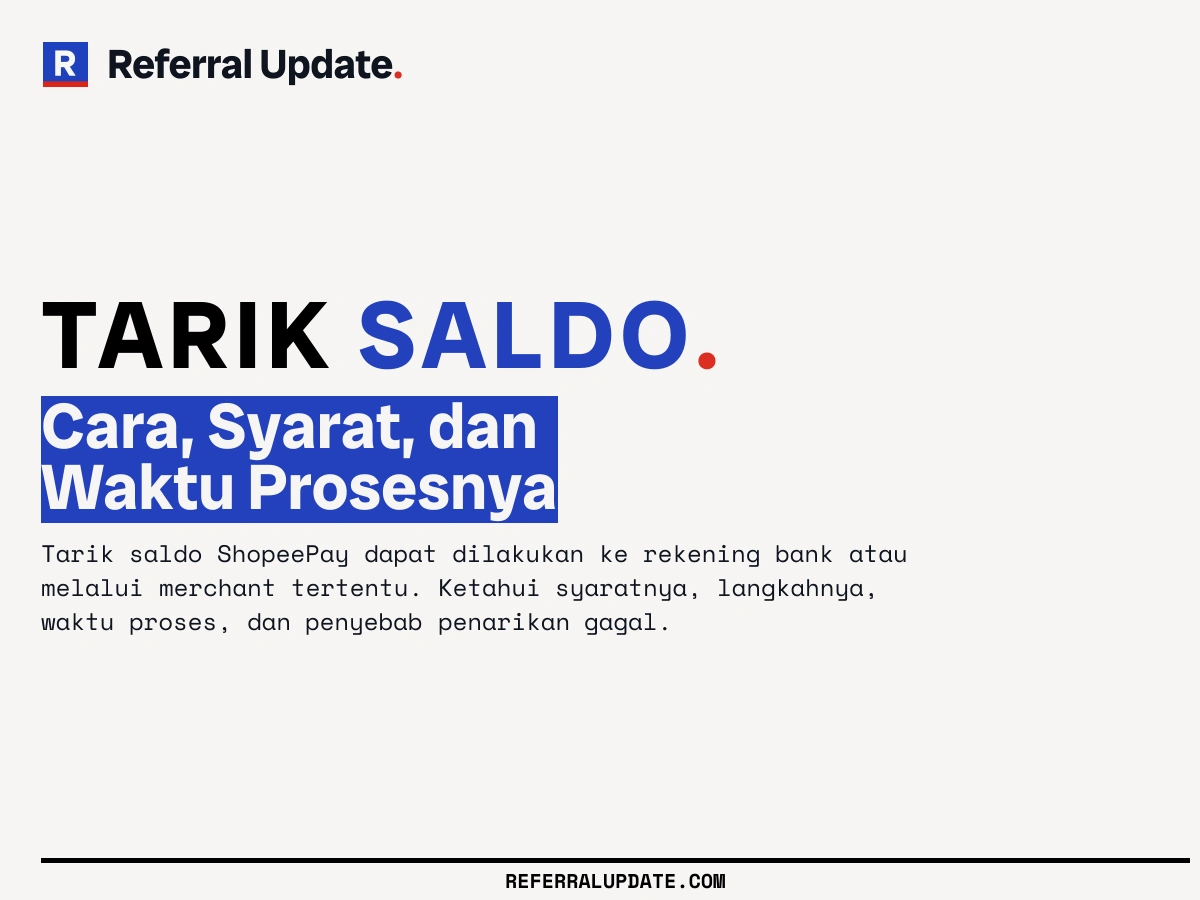 R Referral Update.
TARIK SALDO.
Cara, Syarat, dan
Waktu Prosesnya
Tarik saldo ShopeePay dapat dilakukan ke rekening bank atau
melalui merchant tertentu. Ketahui syaratnya, langkahnya,
waktu proses, dan penyebab penarikan gagal.
REFERRALUPDATE.COM